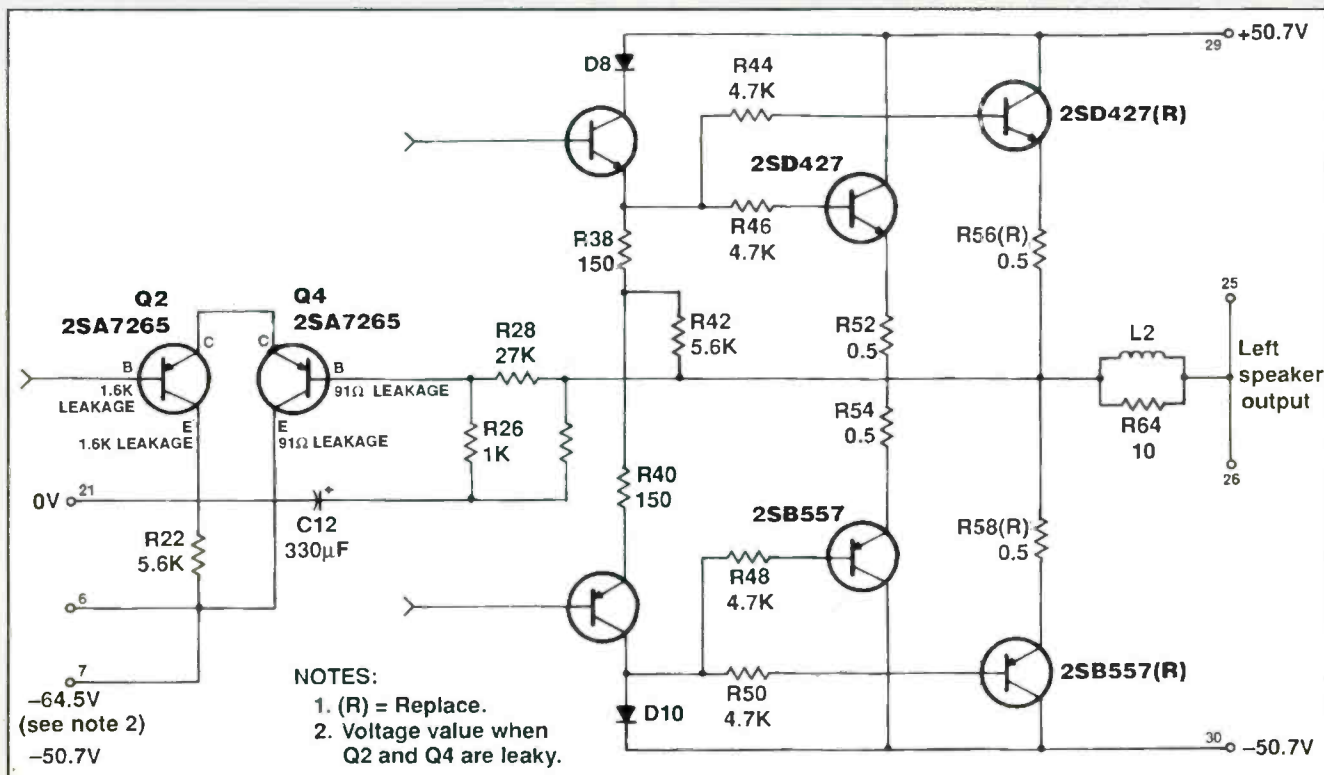 29
+50.7V
D8
R44
4.7K
2SD427(R)
2SD427
R46
4.7K
R38
150
R56(R)
0.5
Q2
2SA7265
Q4
2SA7265
C
C
R28
27K
R42
5.6K
R52
0.5
25
L2
Left
speaker
output
B
1.6K
LEAKAGE
B
91Ω LEAKAGE
E
1.6K LEAKAGE
E
91Ω LEAKAGE
R26
1K
R54
0.5
R64
10
26
R40
150
0V
21
C12
330µF
2SB557
R58(R)
0.5
R22
5.6K
R48
4.7K
6
7
-64.5V
(see note 2)
-50.7V
NOTES:
1. (R) = Replace.
2. Voltage value when
Q2 and Q4 are leaky.
D10
R50
4.7K
2SB557(R)
30
-50.7V